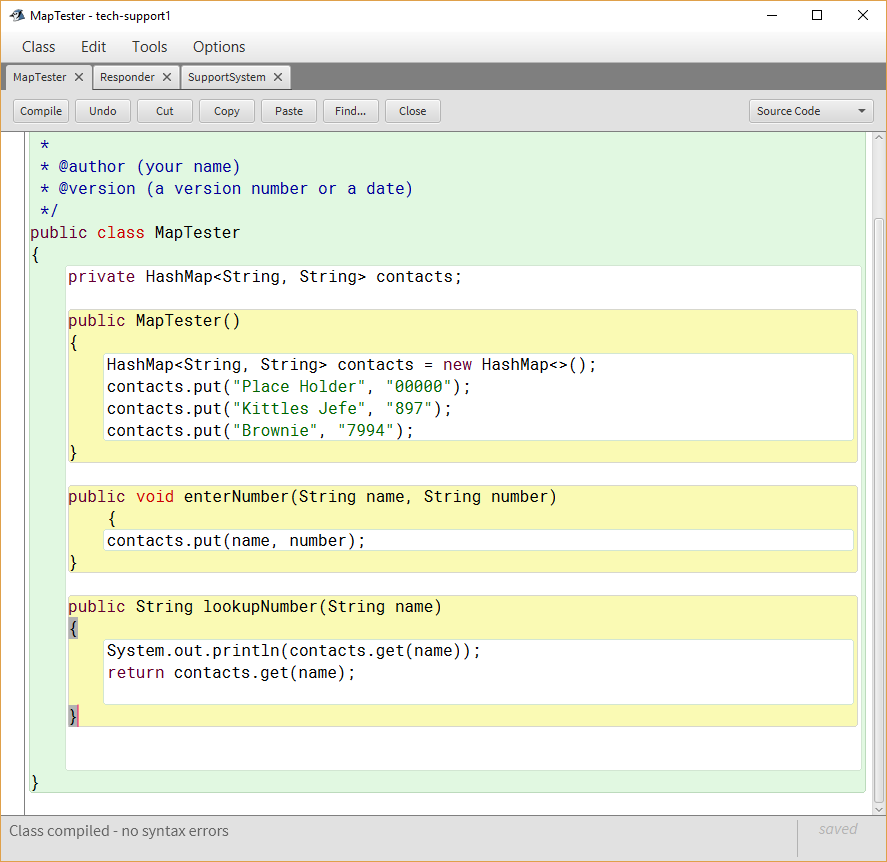 MapTester - tech-support1
Class Edit Tools Options
MapTester Responder SupportSystem
Compile Undo Cut Copy Paste Find... Close Source Code
*
* @author (your name)
* @version (a version number or a date)
*/
public class MapTester
{
private HashMap<String, String> contacts;
public MapTester()
{
HashMap<String, String> contacts = new HashMap<>();
contacts.put("Place Holder", "00000");
contacts.put("Kittles Jefe", "897");
contacts.put("Brownie", "7994");
}
public void enterNumber(String name, String number)
{
contacts.put(name, number);
}
public String lookupNumber(String name)
{
System.out.println(contacts.get(name));
return contacts.get(name);
}
}
Class compiled - no syntax errors
saved